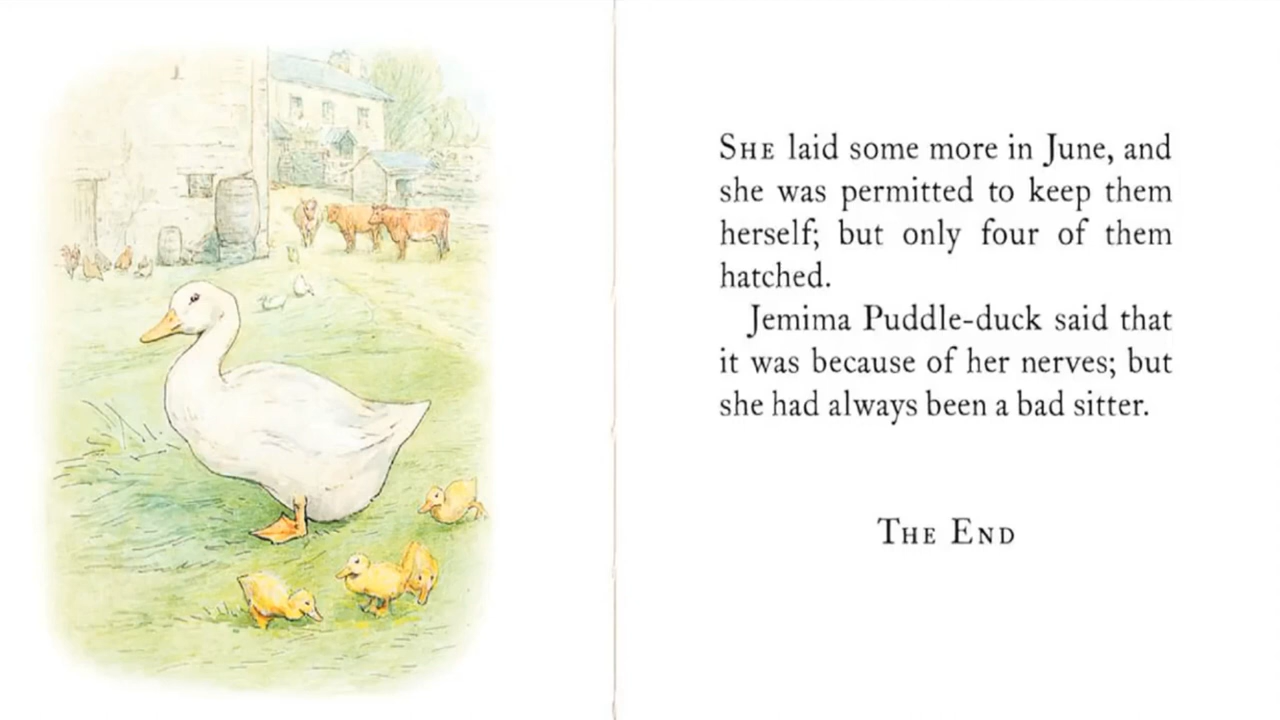 SHE laid some more in June, and
she was permitted to keep them
herself; but only four of them
hatched.
Jemima Puddle-duck said that
it was because of her nerves; but
she had always been a bad sitter.
THE END